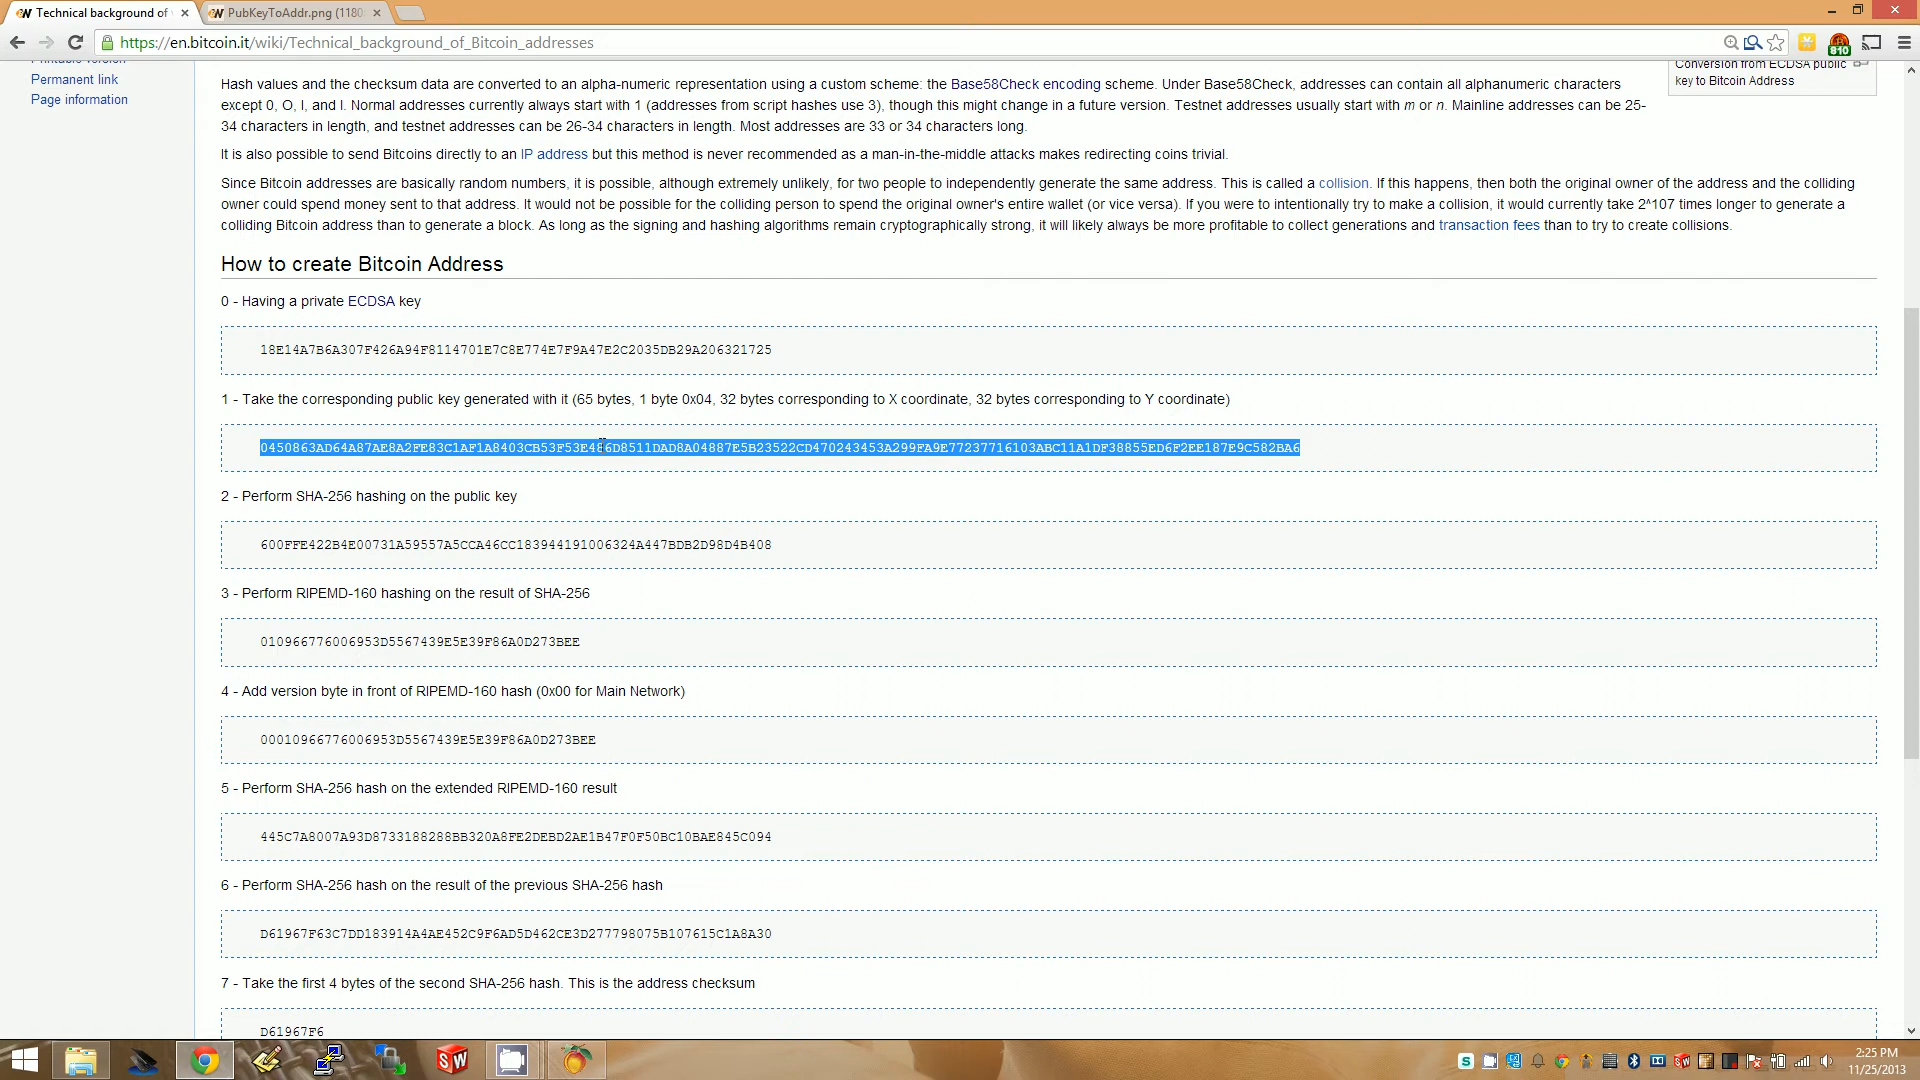 Technical background of
PubKeyToAddr.png (1180
https://en.bitcoin.it/wiki/Technical_background_of_Bitcoin_addresses
810
Permanent link
Page information
Conversion from ECDSA public
key to Bitcoin Address
Hash values and the checksum data are converted to an alpha-numeric representation using a custom scheme: the Base58Check encoding scheme. Under Base58Check, addresses can contain all alphanumeric characters
except 0, O, I, and l. Normal addresses currently always start with 1 (addresses from script hashes use 3), though this might change in a future version. Testnet addresses usually start with m or n. Mainline addresses can be 25-
34 characters in length, and testnet addresses can be 26-34 characters in length. Most addresses are 33 or 34 characters long.
It is also possible to send Bitcoins directly to an IP address but this method is never recommended as a man-in-the-middle attacks makes redirecting coins trivial.
Since Bitcoin addresses are basically random numbers, it is possible, although extremely unlikely, for two people to independently generate the same address. This is called a collision. If this happens, then both the original owner of the address and the colliding
owner could spend money sent to that address. It would not be possible for the colliding person to spend the original owner's entire wallet (or vice versa). If you were to intentionally try to make a collision, it would currently take 2^107 times longer to generate a
colliding Bitcoin address than to generate a block. As long as the signing and hashing algorithms remain cryptographically strong, it will likely always be more profitable to collect generations and transaction fees than to try to create collisions.
How to create Bitcoin Address
0 - Having a private ECDSA key
18E14A7B6A307F426A94F8114701E7C8E774E7F9A47E2C2035DB29A206321725
1 - Take the corresponding public key generated with it (65 bytes, 1 byte 0x04, 32 bytes corresponding to X coordinate, 32 bytes corresponding to Y coordinate)
0450863AD64A87AE8A2FE83C1AF1A8403CB53F53E486D8511DAD8A04887E5B23522CD470243453A299FA9E77237716103ABC11A1DF38855ED6F2EE187E9C582BA6
2 - Perform SHA-256 hashing on the public key
600FFE422B4E00731A59557A5CCA46CC183944191006324A447BDB2D98D4B408
3 - Perform RIPEMD-160 hashing on the result of SHA-256
010966776006953D5567439E5E39F86A0D273BEE
4 - Add version byte in front of RIPEMD-160 hash (0x00 for Main Network)
00010966776006953D5567439E5E39F86A0D273BEE
5 - Perform SHA-256 hash on the extended RIPEMD-160 result
445C7A8007A93D8733188288BB320A8FE2DEBD2AE1B47F0F50BC10BAE845C094
6 - Perform SHA-256 hash on the result of the previous SHA-256 hash
D61967F63C7DD183914A4AE452C9F6AD5D462CE3D277798075B107615C1A8A30
7 - Take the first 4 bytes of the second SHA-256 hash. This is the address checksum
D61967F6
2:25 PM
11/25/2013